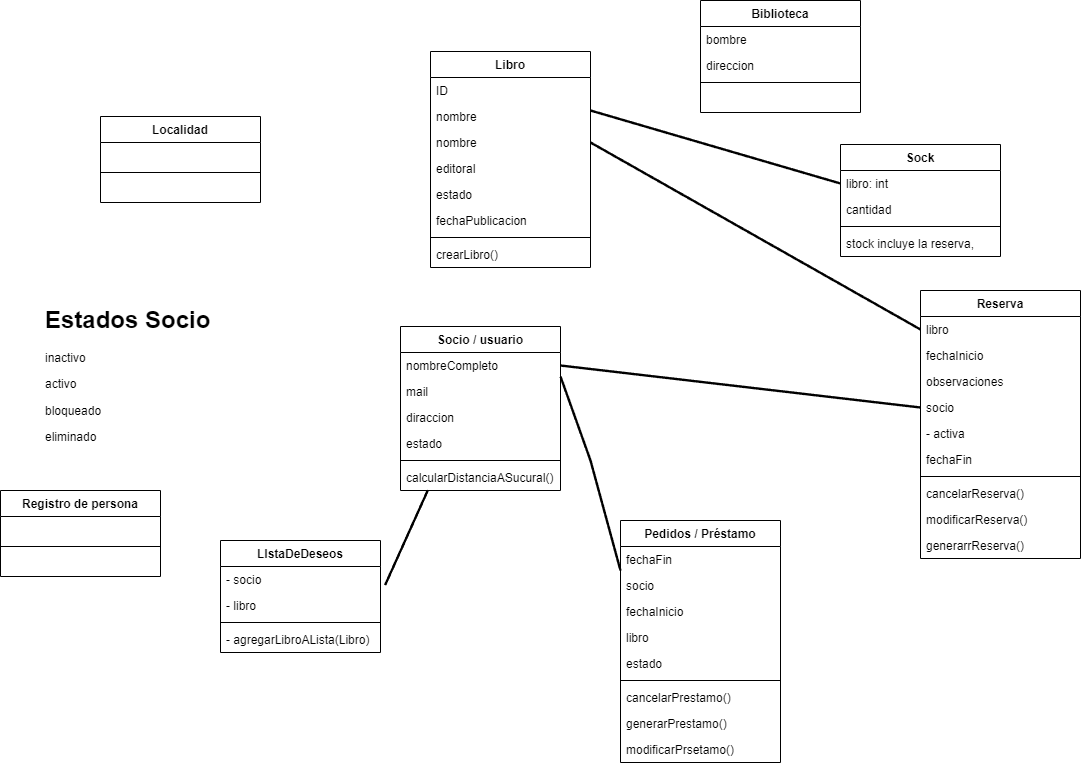 Biblioteca
bombre
direccion
Libro
ID
nombre
nombre
editoral
estado
fechaPublicacion
crearLibro()
Localidad
Sock
libro: int
cantidad
stock incluye la reserva,
Reserva
libro
fechaInicio
observaciones
socio
- activa
fechaFin
cancelarReserva()
modificarReserva()
generarrReserva()
Estados Socio
inactivo
activo
bloqueado
eliminado
Socio / usuario
nombreCompleto
mail
diraccion
estado
calcularDistanciaASucural()
Registro de persona
LIstaDeDeseos
- socio
- libro
- agregarLibroALista(Libro)
Pedidos / Préstamo
fechaFin
socio
fechaInicio
libro
estado
cancelarPrestamo()
generarPrestamo()
modificarPrsetamo()